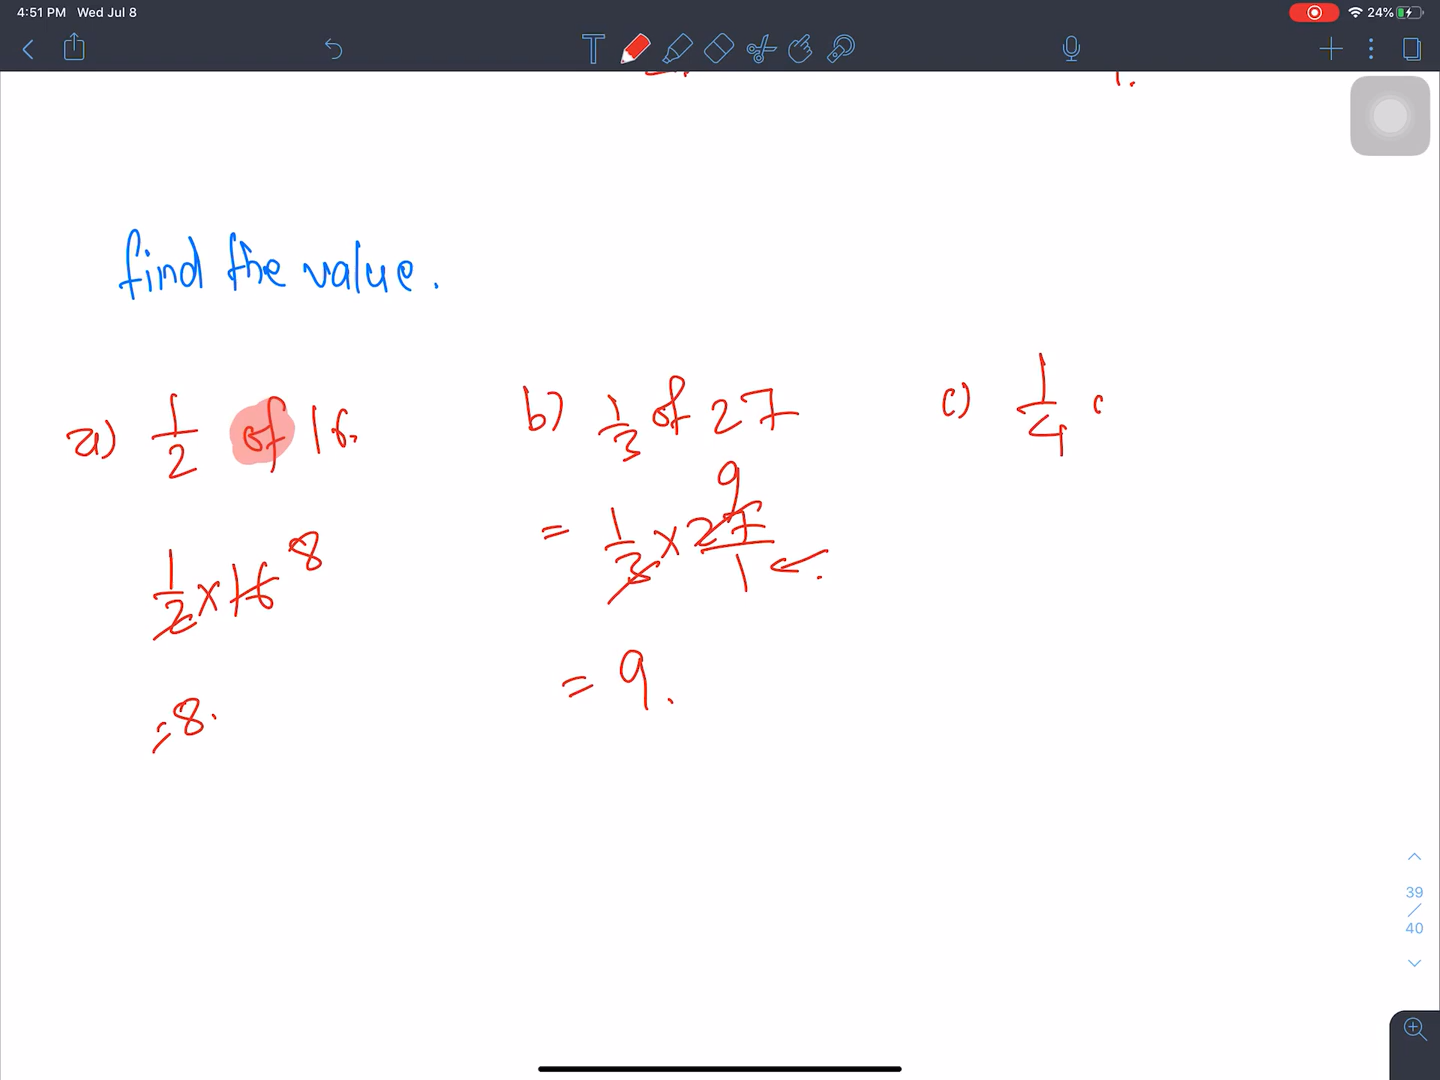 4:51 PM Wed Jul 8
24%
T
find the value.
a) 1/2 of 16.
1/2 × 16 8
= 8.
b) 1/3 of 27
= 1/3 × 27/1 9
= 9.
c) 1/4
39
/
40